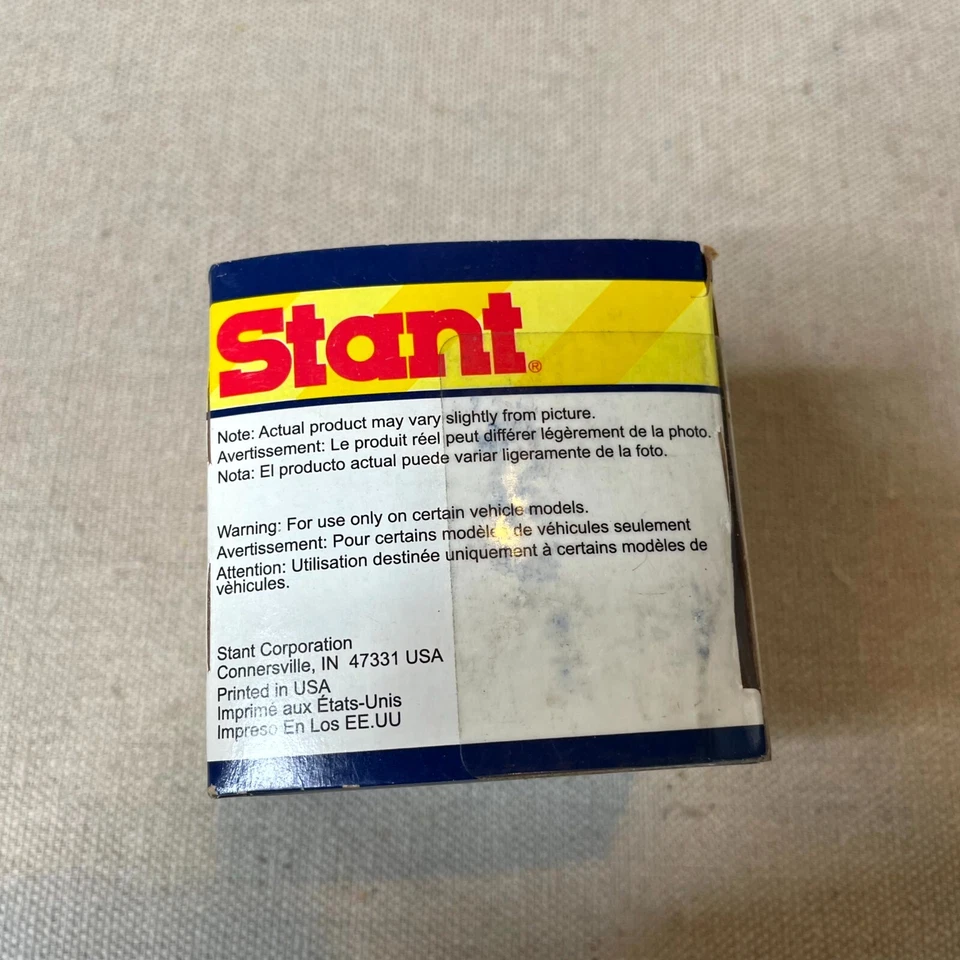 Stant®
Note: Actual product may vary slightly from picture.
Avertissement: Le produit réel peut différer légèrement de la photo.
Nota: El producto actual puede variar ligeramente de la foto.
Warning: For use only on certain vehicle models.
Avertissement: Pour certains modèles de véhicules seulement
Attention: Utilisation destinée uniquement à certains modèles de
vèhicules.
Stant Corporation
Connersville, IN 47331 USA
Printed in USA
Imprimé aux États-Unis
Impreso En Los EE.UU